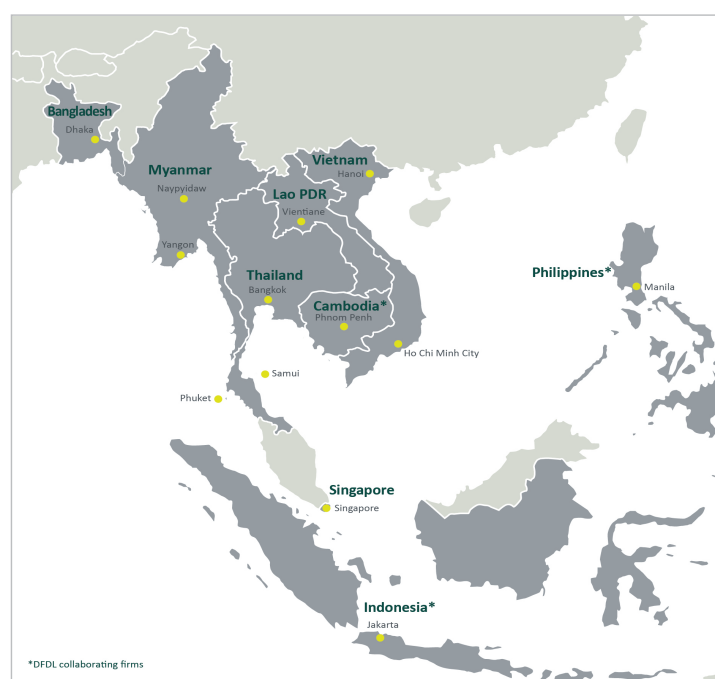 Bangladesh
Dhaka
Myanmar
Naypyidaw
Yangon
Vietnam
Hanoi
Lao PDR
Vientiane
Thailand
Bangkok
Cambodia*
Phnom Penh
Ho Chi Minh City
Samui
Phuket
Philippines*
Manila
Singapore
Singapore
Indonesia*
Jakarta
*DFDL collaborating firms